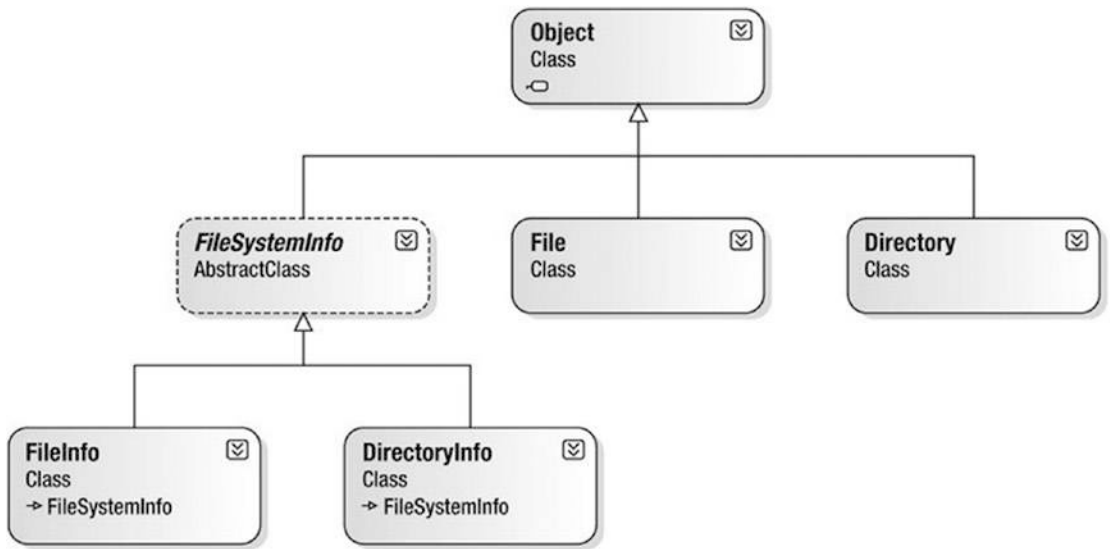 Object
Class
FileSystemInfo
AbstractClass
File
Class
Directory
Class
FileInfo
Class
FileSystemInfo
DirectoryInfo
Class
FileSystemInfo